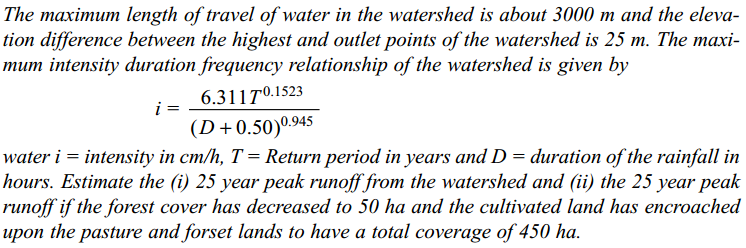 The maximum length of travel of water in the watershed is about 3000 m and the eleva-
tion difference between the highest and outlet points of the watershed is 25 m. The maxi-
mum intensity duration frequency relationship of the watershed is given by
i = 6.311T^0.1523 / (D + 0.50)^0.945
water i = intensity in cm/h, T = Return period in years and D = duration of the rainfall in
hours. Estimate the (i) 25 year peak runoff from the watershed and (ii) the 25 year peak
runoff if the forest cover has decreased to 50 ha and the cultivated land has encroached
upon the pasture and forset lands to have a total coverage of 450 ha.